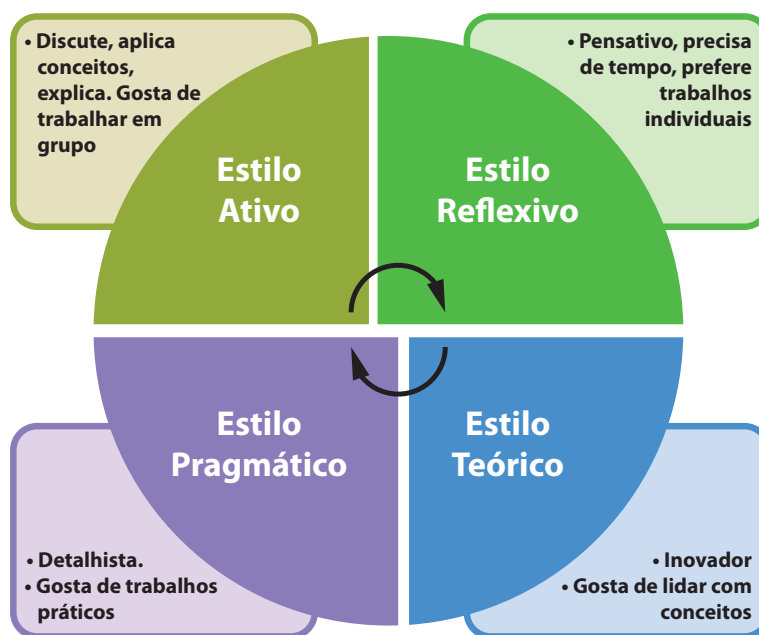 • Discute, aplica
conceitos,
explica. Gosta de
trabalhar em
grupo
• Pensativo, precisa
de tempo, prefere
trabalhos
individuais
Estilo
Ativo
Estilo
Reflexivo
Estilo
Pragmático
Estilo
Teórico
• Detalhista.
• Gosta de trabalhos
práticos
• Inovador
• Gosta de lidar com
conceitos